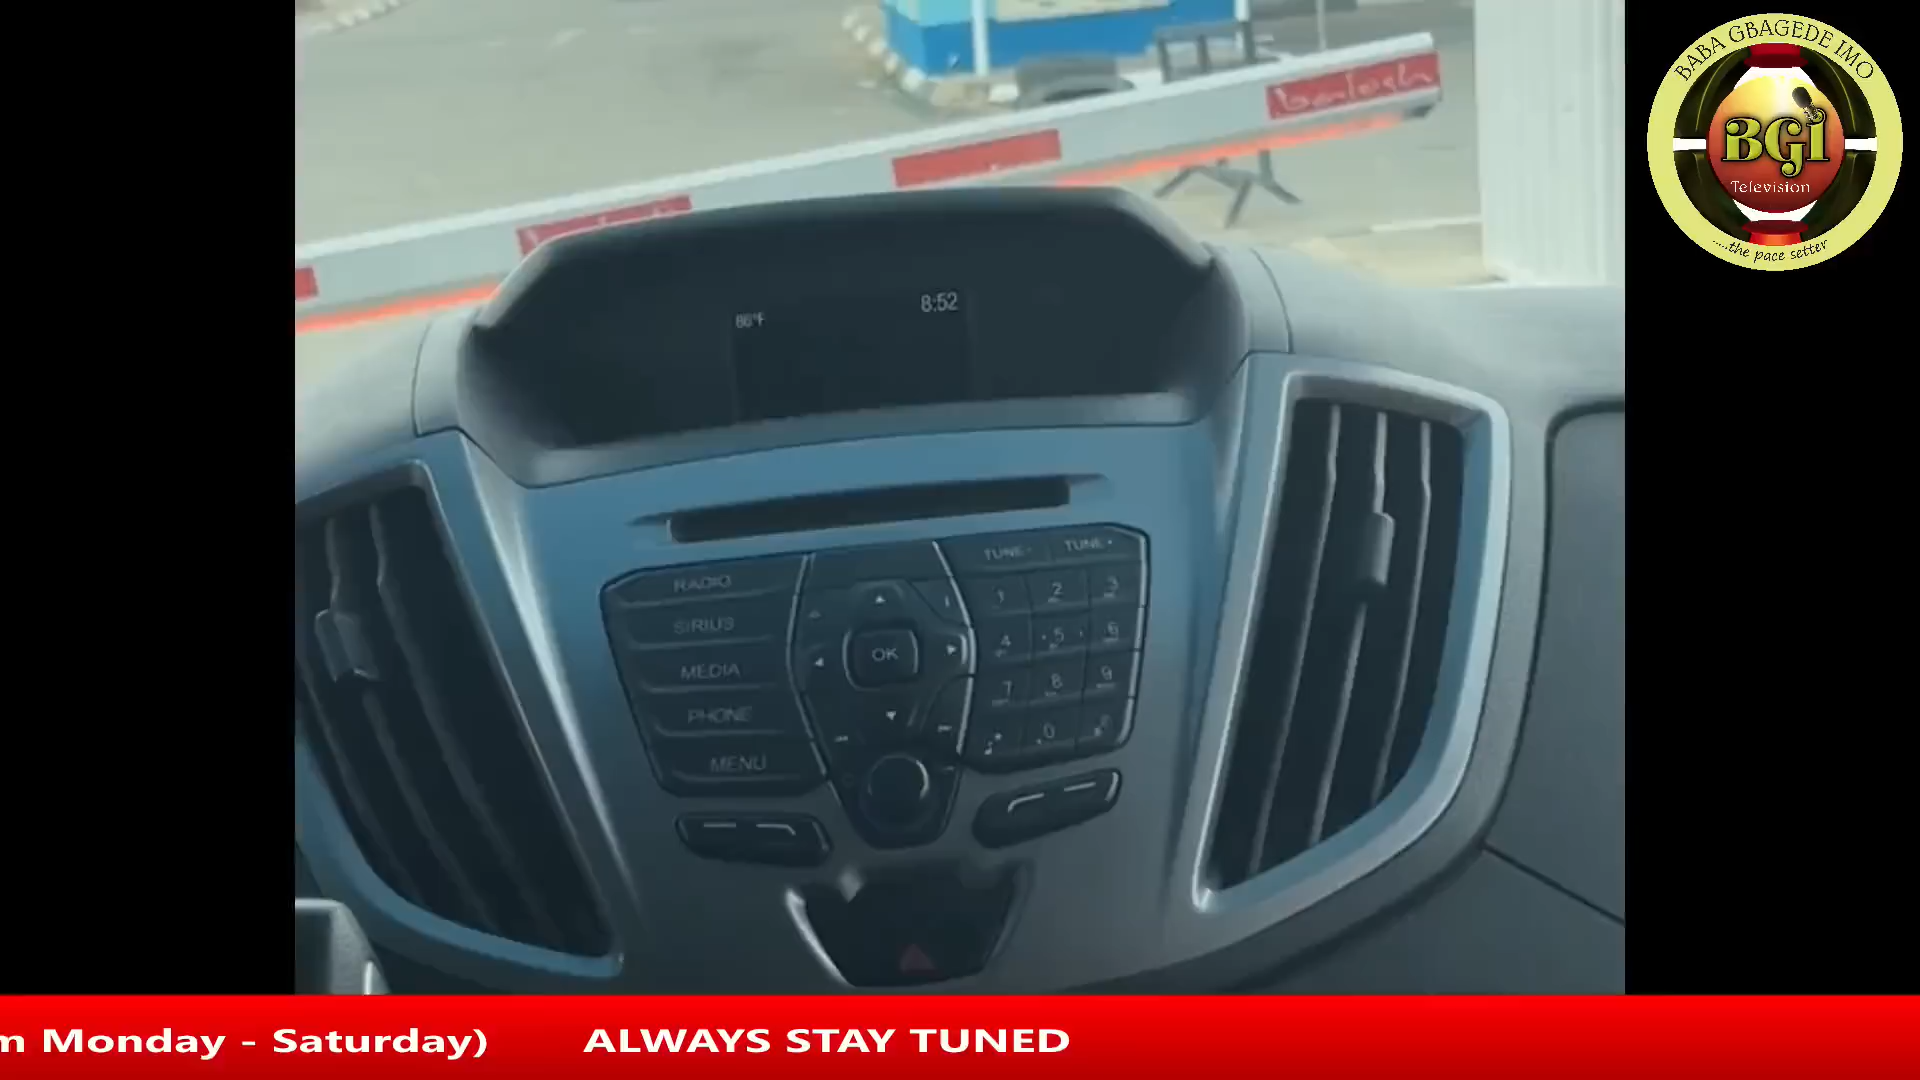 BABA GBAGEDE IMO
BGI
Television
.....the pace setter
8:52
86°F
TUNE-
TUNE+
RADIO
SIRIUS
MEDIA
PHONE
MENU
OK
1
2
3
4
5
6
7
8
9
*
0
m Monday - Saturday)
ALWAYS STAY TUNED